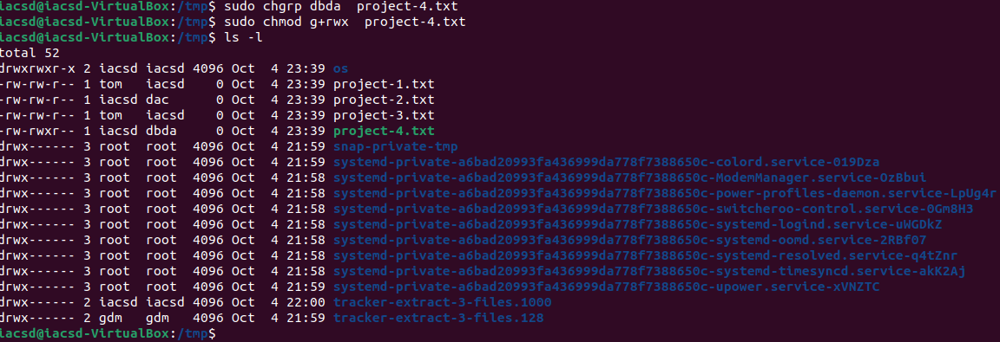 iacsd@iacsd-VirtualBox:/tmp$ sudo chgrp dbda  project-4.txt
iacsd@iacsd-VirtualBox:/tmp$ sudo chmod g+rwx  project-4.txt
iacsd@iacsd-VirtualBox:/tmp$ ls -l
total 52
drwxrwxr-x 2 iacsd iacsd 4096 Oct  4 23:39 os
-rw-rw-r-- 1 tom   iacsd    0 Oct  4 23:39 project-1.txt
-rw-rw-r-- 1 iacsd dac      0 Oct  4 23:39 project-2.txt
-rw-rw-r-- 1 tom   iacsd    0 Oct  4 23:39 project-3.txt
-rw-rwxr-- 1 iacsd dbda     0 Oct  4 23:39 project-4.txt
drwx------ 3 root  root  4096 Oct  4 21:59 snap-private-tmp
drwx------ 3 root  root  4096 Oct  4 21:59 systemd-private-a6bad20993fa436999da778f7388650c-colord.service-019Dza
drwx------ 3 root  root  4096 Oct  4 21:58 systemd-private-a6bad20993fa436999da778f7388650c-ModemManager.service-OzBbui
drwx------ 3 root  root  4096 Oct  4 21:58 systemd-private-a6bad20993fa436999da778f7388650c-power-profiles-daemon.service-LpUg4r
drwx------ 3 root  root  4096 Oct  4 21:58 systemd-private-a6bad20993fa436999da778f7388650c-switcheroo-control.service-0Gm8H3
drwx------ 3 root  root  4096 Oct  4 21:58 systemd-private-a6bad20993fa436999da778f7388650c-systemd-logind.service-uWGDkZ
drwx------ 3 root  root  4096 Oct  4 21:58 systemd-private-a6bad20993fa436999da778f7388650c-systemd-oomd.service-2RBf07
drwx------ 3 root  root  4096 Oct  4 21:58 systemd-private-a6bad20993fa436999da778f7388650c-systemd-resolved.service-q4tZnr
drwx------ 3 root  root  4096 Oct  4 21:58 systemd-private-a6bad20993fa436999da778f7388650c-systemd-timesyncd.service-akK2Aj
drwx------ 3 root  root  4096 Oct  4 21:59 systemd-private-a6bad20993fa436999da778f7388650c-upower.service-xVNZTC
drwx------ 2 iacsd iacsd 4096 Oct  4 22:00 tracker-extract-3-files.1000
drwx------ 2 gdm   gdm   4096 Oct  4 21:59 tracker-extract-3-files.128
iacsd@iacsd-VirtualBox:/tmp$